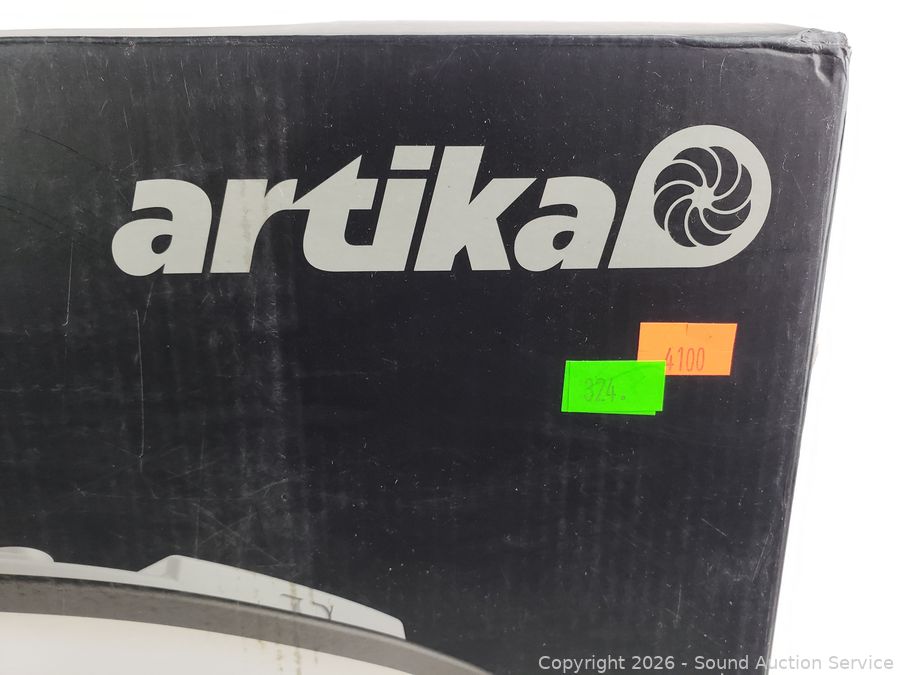 artika
4100
324.
Copyright 2026 - Sound Auction Service